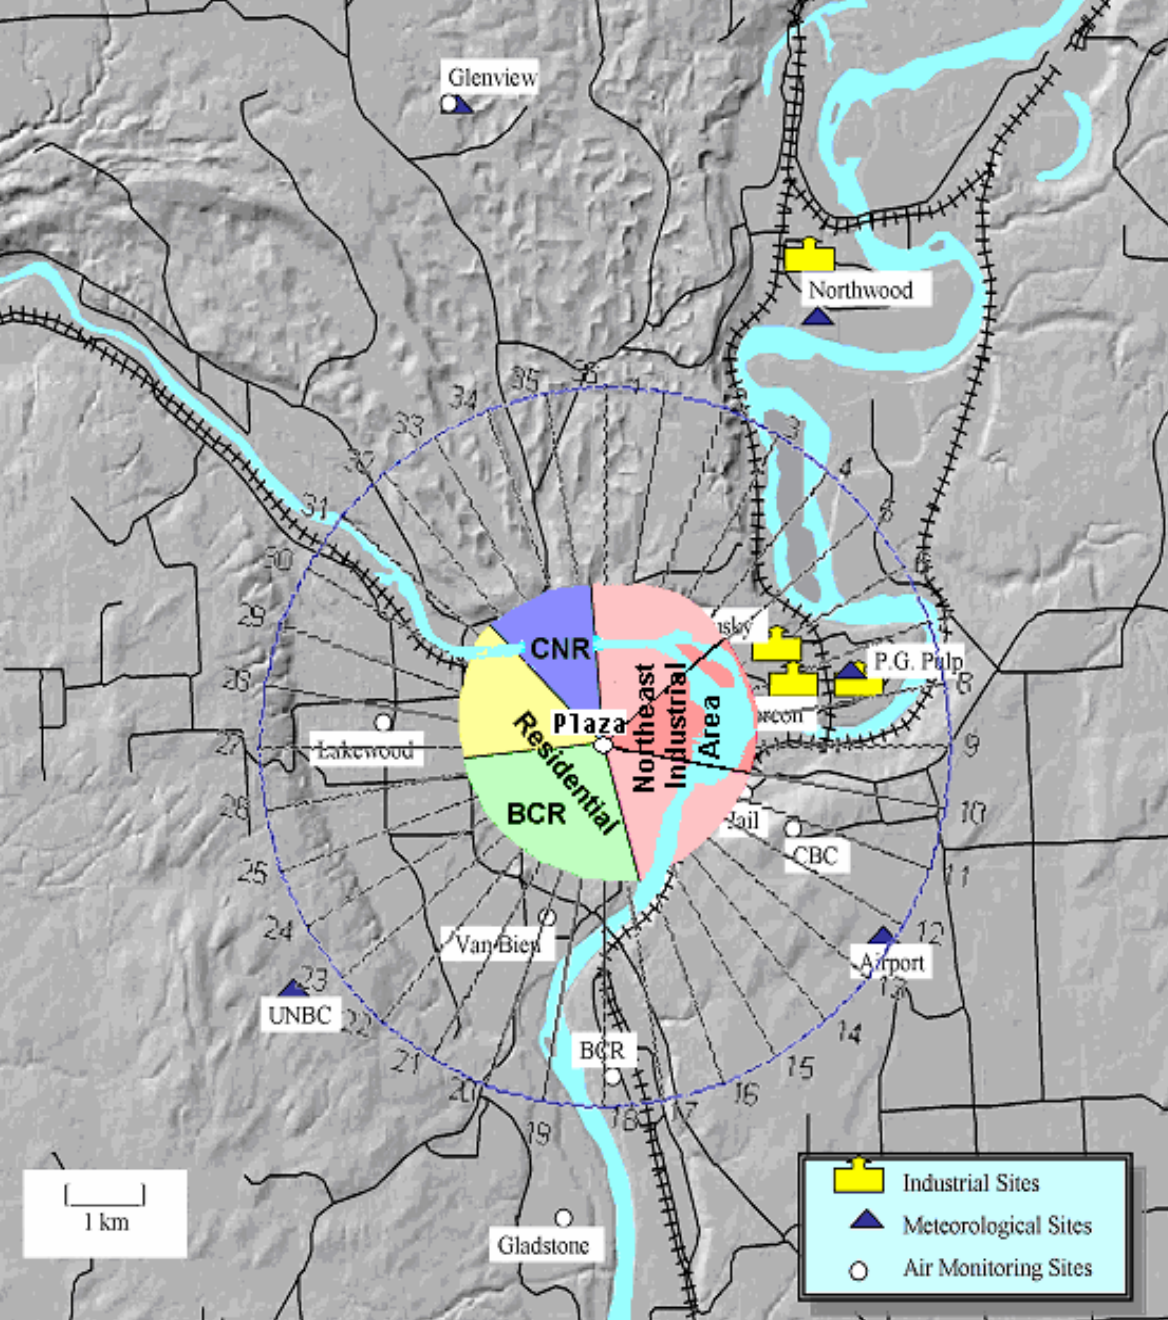 Glenview
Northwood
35
1
34
33
3
32
4
31
30
29
28
27
26
25
24
23
22
21
20
19
18
17
16
15
14
13
12
11
10
9
8
CNR
Plaza
Residential
BCR
Northeast
Industrial
Area
P.G. Pulp
Lakewood
Jail
CBC
Van Bien
Airport
UNBC
BCR
Gladstone
1 km
Industrial Sites
Meteorological Sites
Air Monitoring Sites